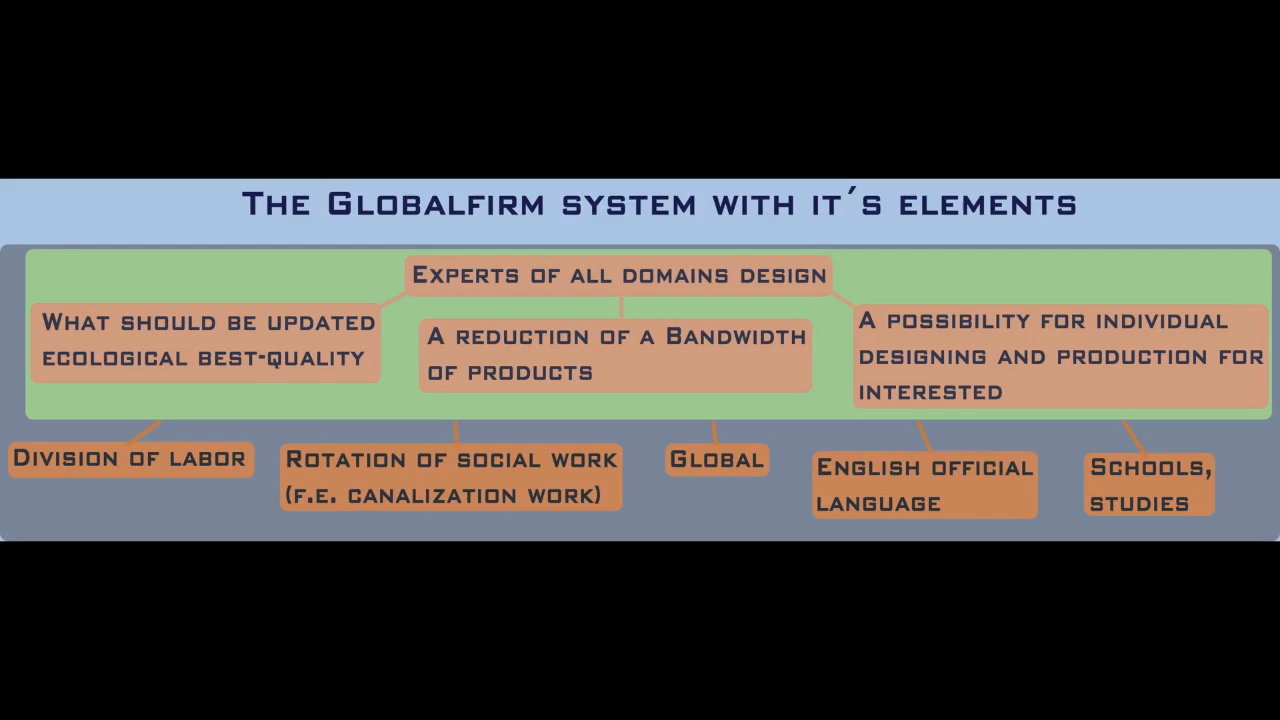 The Globalfirm system with it´s elements
Experts of all domains design
What should be updated
ecological best-quality
A reduction of a Bandwidth
of products
A possibility for individual
designing and production for
interested
Division of labor
Rotation of social work
(f.e. canalization work)
Global
English official
language
Schools,
studies